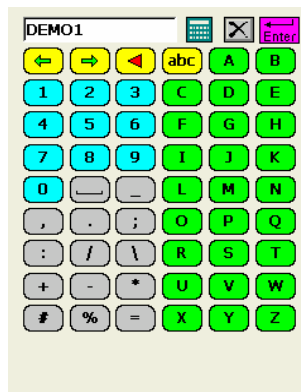 DEMO1 Enter
abc A B
1 2 3 C D E
4 5 6 F G H
7 8 9 I J K
0 _ L M N
, . ; O P Q
: / \ R S T
+ - * U V W
# % = X Y Z